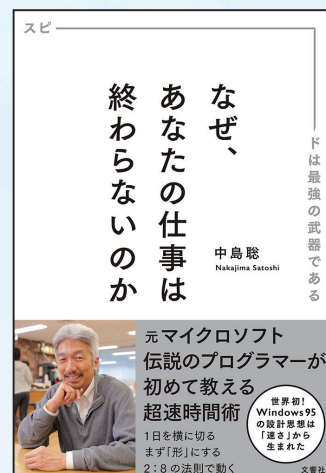 スピードは最強の武器である
なぜ、
あなたの仕事は
終わらないのか
中島聡
Nakajima Satoshi
元マイクロソフト
伝説のプログラマーが
初めて教える
超速時間術
1日を横に切る
まず「形」にする
2:8の法則で動く
世界初!
Windows95
の設計思想は
「速さ」から
生まれた
文響社